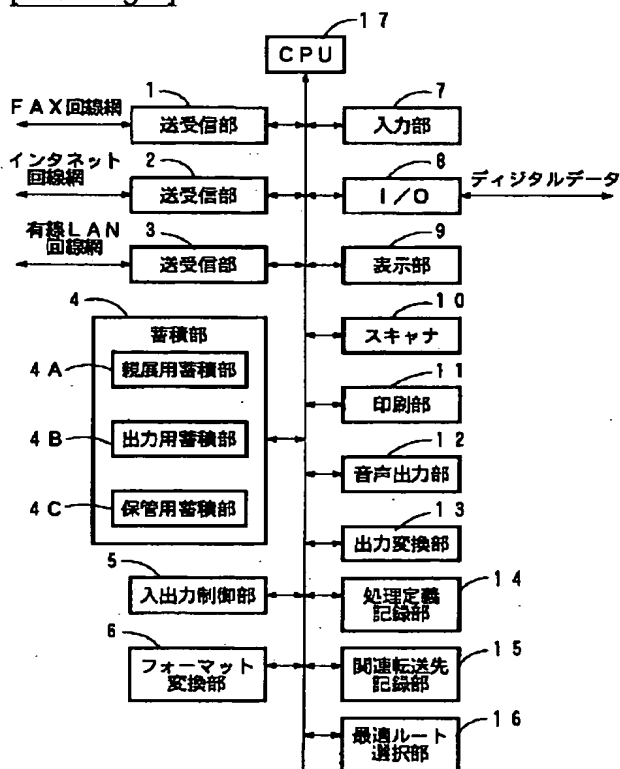 17
CPU
FAX回線網
1
送受信部
7
入力部
インタネット
回線網
2
送受信部
8
I/O
ディジタルデータ
有線LAN
回線網
3
送受信部
9
表示部
4
蓄積部
4A
親展用蓄積部
4B
出力用蓄積部
4C
保管用蓄積部
10
スキャナ
11
印刷部
12
音声出力部
13
出力変換部
5
入出力制御部
14
処理定義
記録部
6
フォーマット
変換部
15
関連転送先
記録部
16
最適ルート
選択部